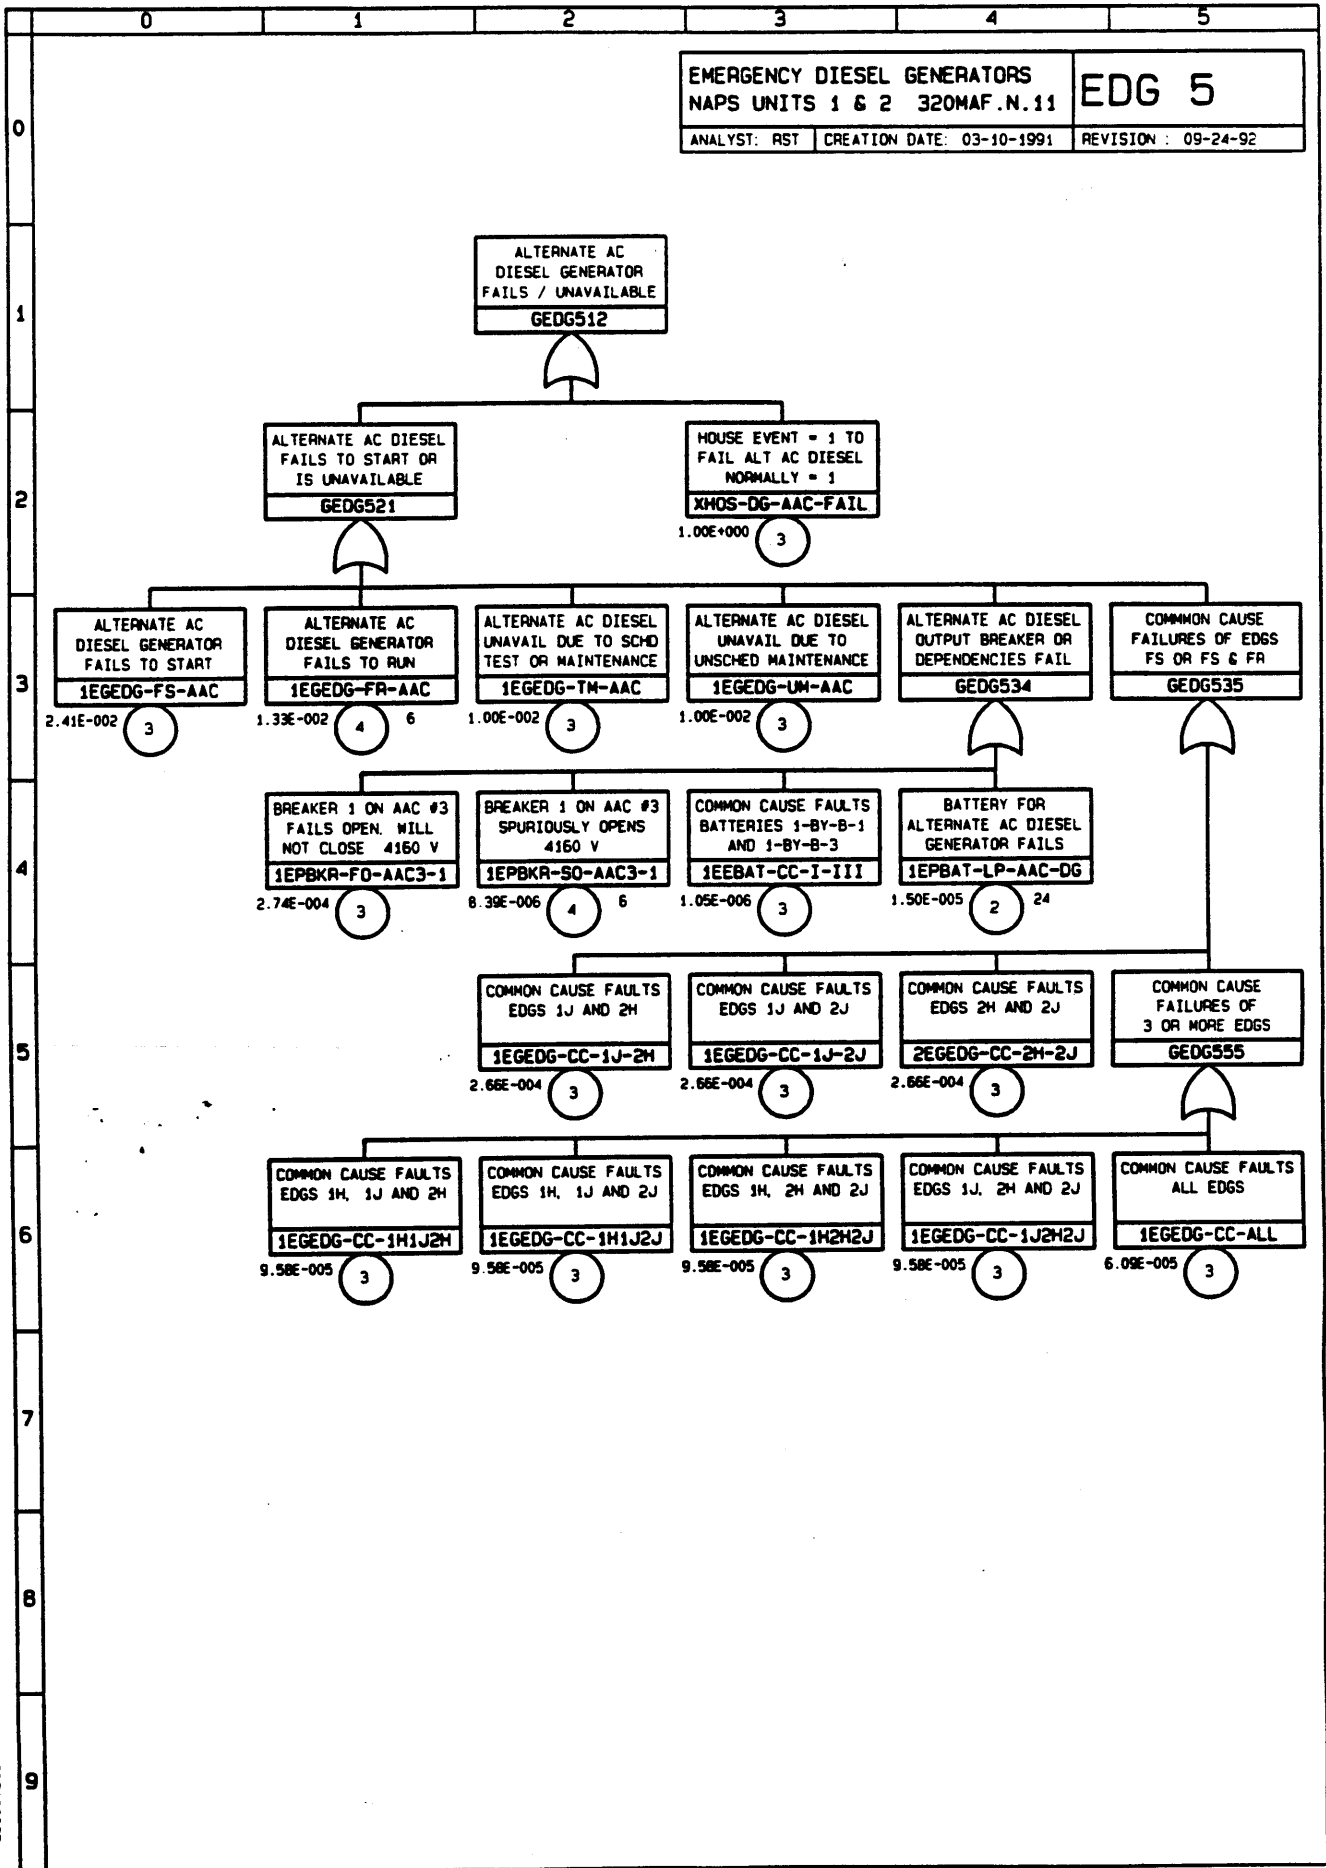 0 1 2 3 4 5
EMERGENCY DIESEL GENERATORS
NAPS UNITS 1 & 2 320MAF.N.11
EDG 5
ANALYST: RST CREATION DATE: 03-10-1991 REVISION : 09-24-92
0
ALTERNATE AC
DIESEL GENERATOR
FAILS / UNAVAILABLE
GEDG512
1
ALTERNATE AC DIESEL
FAILS TO START OR
IS UNAVAILABLE
GEDG521
HOUSE EVENT = 1 TO
FAIL ALT AC DIESEL
NORMALLY = 1
XHOS-DG-AAC-FAIL
1.00E+000 3
2
ALTERNATE AC
DIESEL GENERATOR
FAILS TO START
1EGEDG-FS-AAC
2.41E-002 3
ALTERNATE AC
DIESEL GENERATOR
FAILS TO RUN
1EGEDG-FR-AAC
1.33E-002 4 6
ALTERNATE AC DIESEL
UNAVAIL DUE TO SCHD
TEST OR MAINTENANCE
1EGEDG-TM-AAC
1.00E-002 3
ALTERNATE AC DIESEL
UNAVAIL DUE TO
UNSCHED MAINTENANCE
1EGEDG-UM-AAC
1.00E-002 3
ALTERNATE AC DIESEL
OUTPUT BREAKER OR
DEPENDENCIES FAIL
GEDG534
COMMMON CAUSE
FAILURES OF EDGS
FS OR FS & FR
GEDG535
3
BREAKER 1 ON AAC #3
FAILS OPEN. WILL
NOT CLOSE 4160 V
1EPBKR-FO-AAC3-1
2.74E-004 3
BREAKER 1 ON AAC #3
SPURIOUSLY OPENS
4160 V
1EPBKR-SO-AAC3-1
8.39E-006 4 6
COMMON CAUSE FAULTS
BATTERIES 1-BY-B-1
AND 1-BY-B-3
1EEBAT-CC-I-III
1.05E-006 3
BATTERY FOR
ALTERNATE AC DIESEL
GENERATOR FAILS
1EPBAT-LP-AAC-DG
1.50E-005 2 24
4
COMMON CAUSE FAULTS
EDGS 1J AND 2H
1EGEDG-CC-1J-2H
2.66E-004 3
COMMON CAUSE FAULTS
EDGS 1J AND 2J
1EGEDG-CC-1J-2J
2.66E-004 3
COMMON CAUSE FAULTS
EDGS 2H AND 2J
2EGEDG-CC-2H-2J
2.66E-004 3
COMMON CAUSE
FAILURES OF
3 OR MORE EDGS
GEDG555
5
COMMON CAUSE FAULTS
EDGS 1H, 1J AND 2H
1EGEDG-CC-1H1J2H
9.58E-005 3
COMMON CAUSE FAULTS
EDGS 1H, 1J AND 2J
1EGEDG-CC-1H1J2J
9.58E-005 3
COMMON CAUSE FAULTS
EDGS 1H, 2H AND 2J
1EGEDG-CC-1H2H2J
9.58E-005 3
COMMON CAUSE FAULTS
EDGS 1J, 2H AND 2J
1EGEDG-CC-1J2H2J
9.58E-005 3
COMMON CAUSE FAULTS
ALL EDGS
1EGEDG-CC-ALL
6.09E-005 3
6
7
8
9